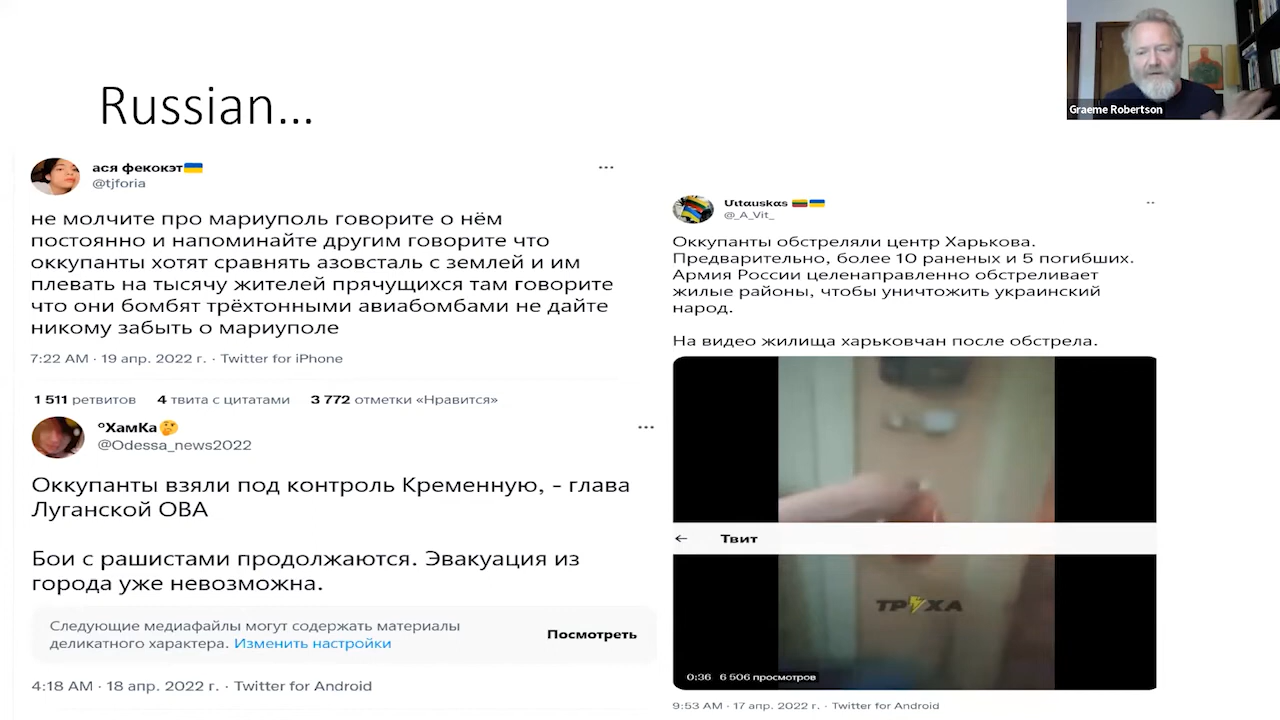 Russian...
Graeme Robertson
ася фекокэт
@tjforia
не молчите про мариуполь говорите о нём
постоянно и напоминайте другим говорите что
оккупанты хотят сравнять азовсталь с землей и им
плевать на тысячу жителей прячущихся там говорите
что они бомбят трёхтонными авиабомбами не дайте
никому забыть о мариуполе
7:22 AM · 19 апр. 2022 г. · Twitter for iPhone
1 511 ретвитов 4 твита с цитатами 3 772 отметки «Нравится»
°ХамКа
@Odessa_news2022
Оккупанты взяли под контроль Кременную, - глава
Луганской ОВА
Бои с рашистами продолжаются. Эвакуация из
города уже невозможна.
Следующие медиафайлы могут содержать материалы
деликатного характера. Изменить настройки
Посмотреть
4:18 AM · 18 апр. 2022 г. · Twitter for Android
@_A_Vit_
Оккупанты обстреляли центр Харькова.
Предварительно, более 10 раненых и 5 погибших.
Армия России целенаправленно обстреливает
жилые районы, чтобы уничтожить украинский
народ.
На видео жилища харьковчан после обстрела.
← Твит
ТРУХА
0:36 6 506 просмотров
9:53 AM · 17 апр. 2022 г. · Twitter for Android